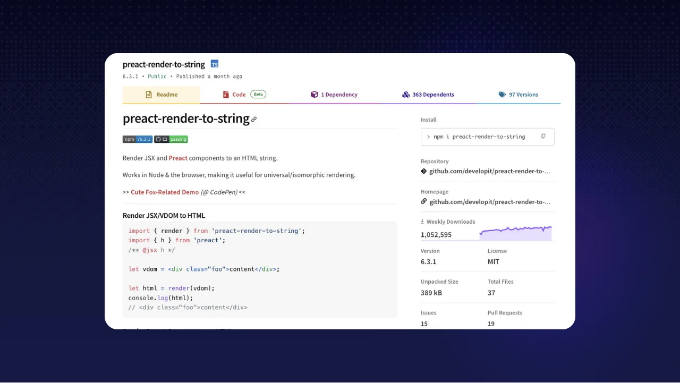 preact-render-to-string TS
6.3.1 • Public • Published a month ago
Readme
Code Beta
1 Dependency
363 Dependents
97 Versions
preact-render-to-string
npm v6.3.1 CI passing
Render JSX and Preact components to an HTML string.
Works in Node & the browser, making it useful for universal/isomorphic rendering.
>> Cute Fox-Related Demo (@ CodePen) <<
Render JSX/VDOM to HTML
import { render } from 'preact-render-to-string';
import { h } from 'preact';
/** @jsx h */
let vdom = <div class="foo">content</div>;
let html = render(vdom);
console.log(html);
// <div class="foo">content</div>
Install
> npm i preact-render-to-string
Repository
github.com/developit/preact-render-to-...
Homepage
github.com/developit/preact-render-to-...
Weekly Downloads
1,052,595
Version
License
6.3.1
MIT
Unpacked Size
Total Files
389 kB
37
Issues
Pull Requests
15
19